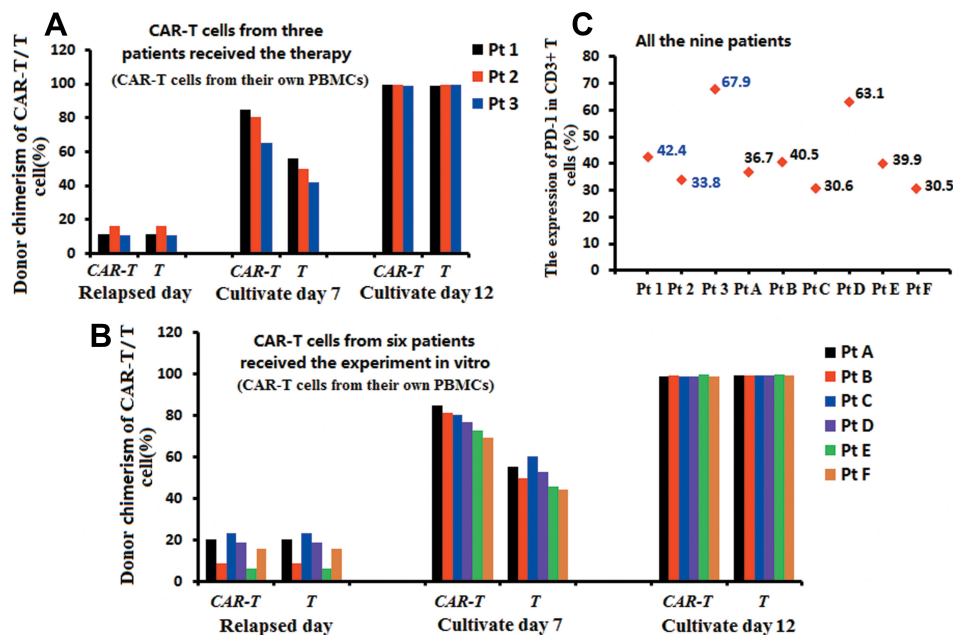 A
CAR-T cells from three
patients received the therapy
(CAR-T cells from their own PBMCs)
Pt 1
Pt 2
Pt 3
Donor chimerism of CAR-T/T
cell(%)
120
100
80
60
40
20
0
CAR-T T CAR-T T CAR-T T
Relapsed day Cultivate day 7 Cultivate day 12
C
All the nine patients
The expression of PD-1 in CD3+ T
cells (%)
80
70
60
50
40
30
20
10
0
42.4
33.8
67.9
36.7
40.5
30.6
63.1
39.9
30.5
Pt 1 Pt 2 Pt 3 Pt A Pt B Pt C Pt D Pt E Pt F
B
CAR-T cells from six patients
received the experiment in vitro
(CAR-T cells from their own PBMCs)
Pt A
Pt B
Pt C
Pt D
Pt E
Pt F
Donor chimerism of CAR-T/T
cell(%)
120
100
80
60
40
20
0
CAR-T T CAR-T T CAR-T T
Relapsed day Cultivate day 7 Cultivate day 12